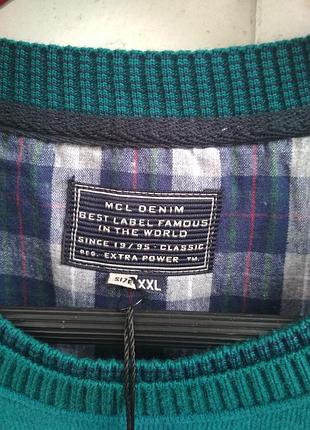 MCL DENIM
BEST LABEL FAMOUS
IN THE WORLD
SINCE 19/95-CLASSIC
REG. EXTRA POWER TM.
SIZE XXL